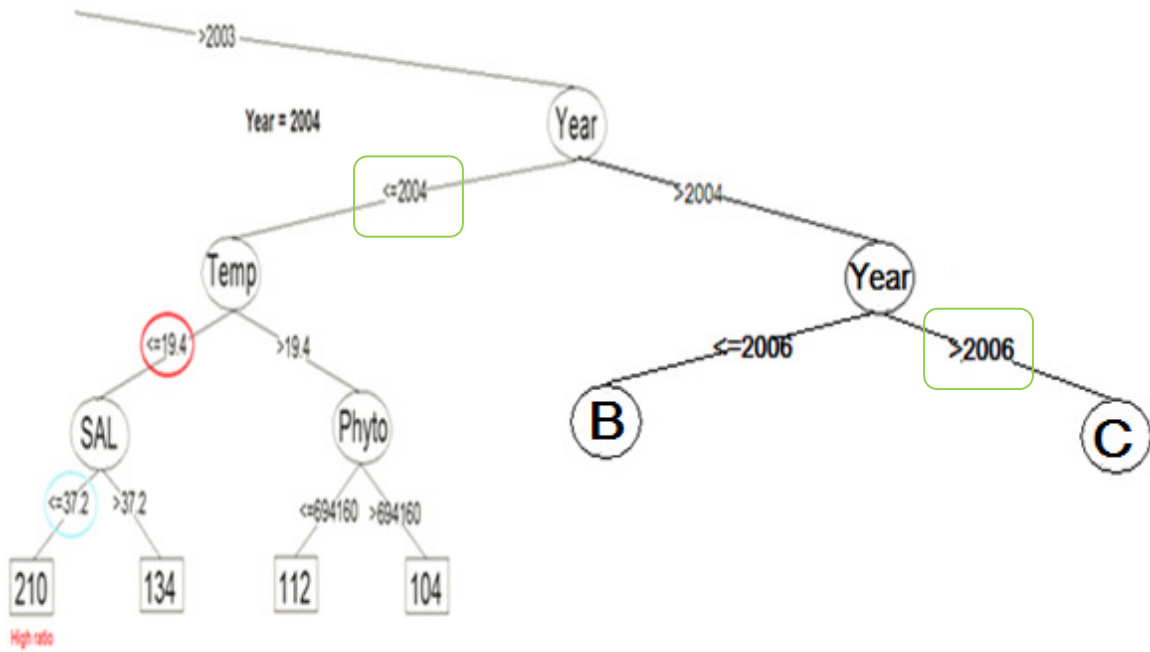 >2003
Year
Year = 2004
<=2004
>2004
Temp
Year
<=19.4
>19.4
<=2006
>2006
SAL
Phyto
B
C
<=37.2
>37.2
<=694160
>694160
210
134
112
104
High ratio